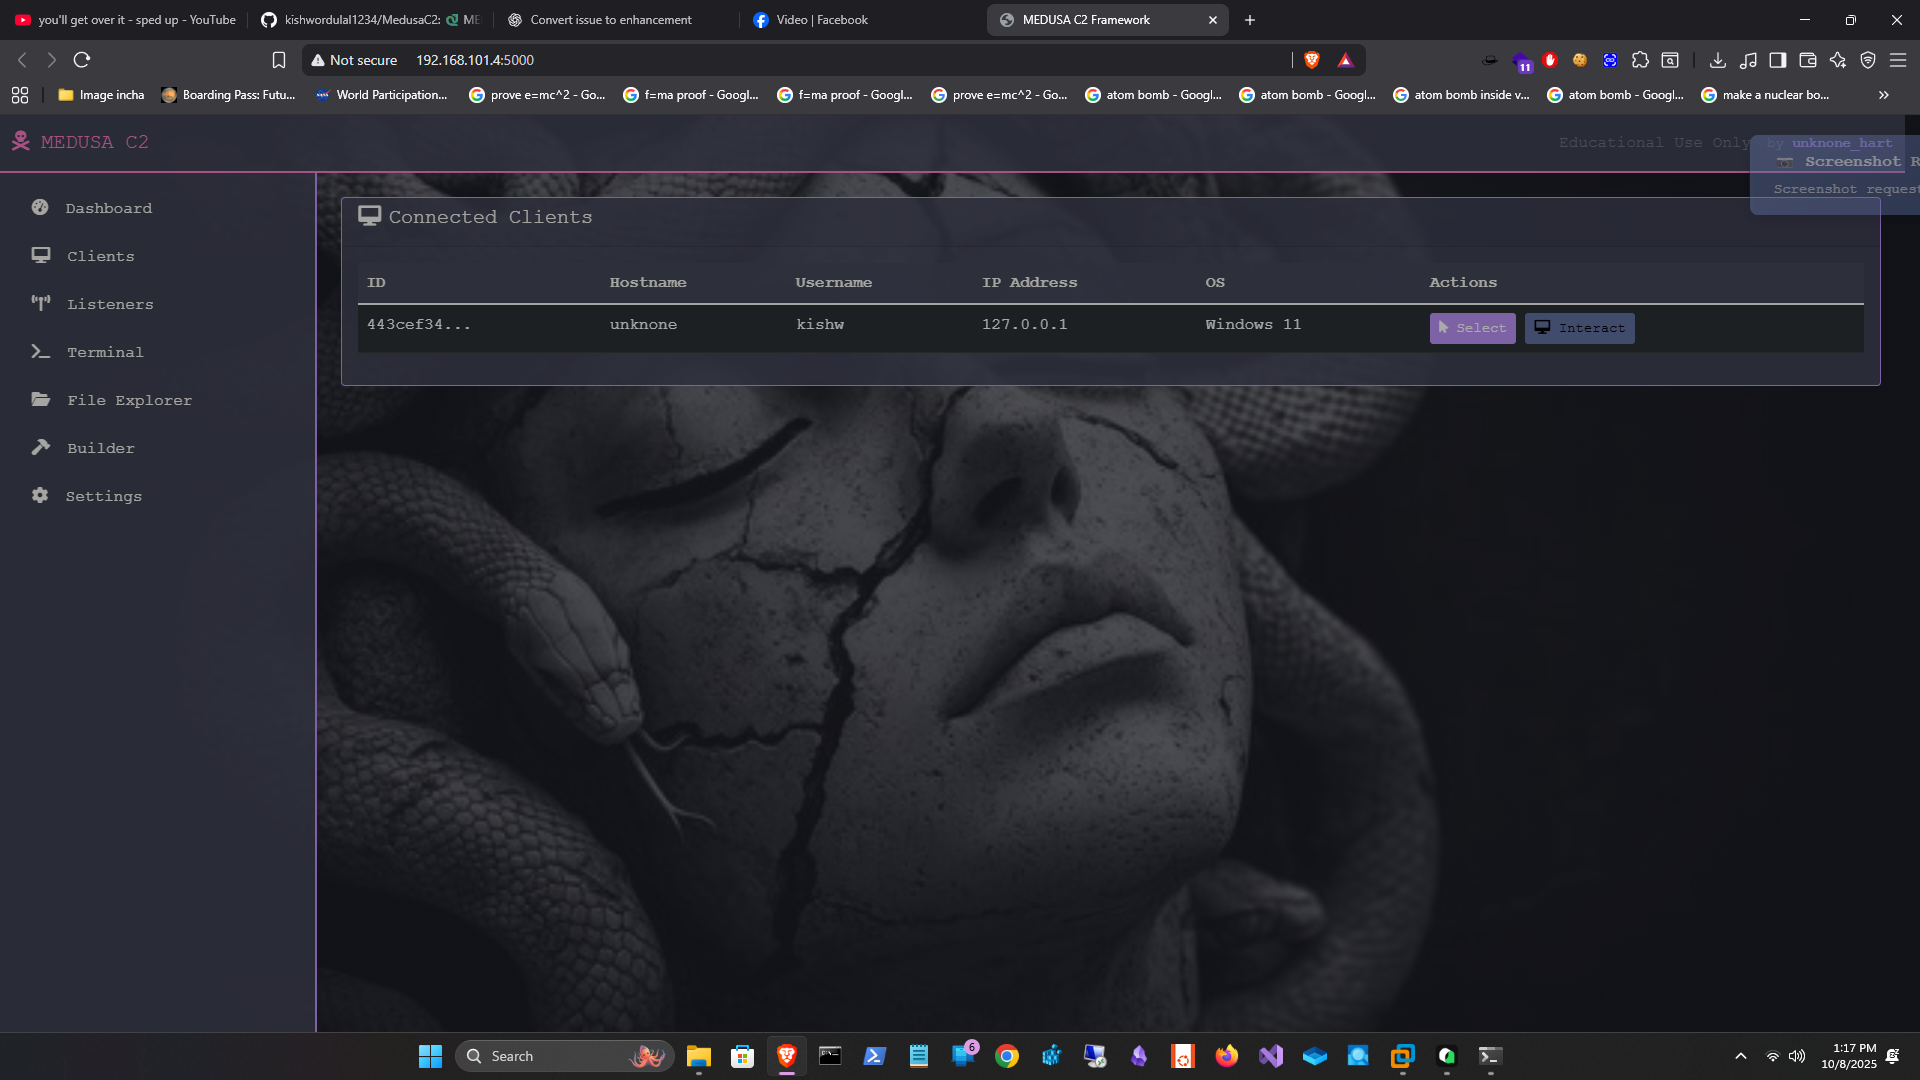 you'll get over it - sped up - YouTube
kishwordulal1234/MedusaC2: ME
Convert issue to enhancement
Video | Facebook
MEDUSA C2 Framework
Not secure 192.168.101.4:5000
11
Image incha
Boarding Pass: Futu...
World Participation...
prove e=mc^2 - Go...
f=ma proof - Googl...
f=ma proof - Googl...
prove e=mc^2 - Go...
atom bomb - Googl...
atom bomb - Googl...
atom bomb inside v...
atom bomb - Googl...
make a nuclear bo...
MEDUSA C2
Educational Use Only by unknone_hart
Screenshot R
Screenshot request
Dashboard
Clients
Listeners
Terminal
File Explorer
Builder
Settings
Connected Clients
ID Hostname Username IP Address OS Actions
443cef34... unknone kishw 127.0.0.1 Windows 11 Select Interact
Search
6
1:17 PM
10/8/2025